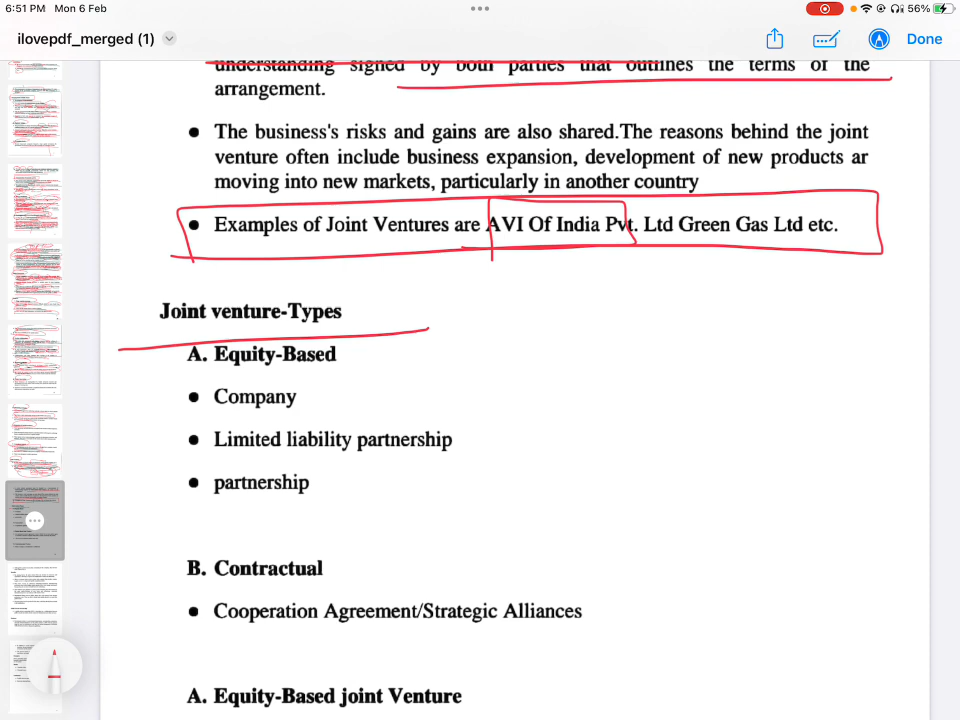 6:51 PM Mon 6 Feb
56%
ilovepdf_merged (1)
Done
understanding signed by both parties that outlines the terms of the
arrangement.
● The business's risks and gains are also shared.The reasons behind the joint
venture often include business expansion, development of new products ar
moving into new markets, particularly in another country
● Examples of Joint Ventures are AVI Of India Pvt. Ltd Green Gas Ltd etc.
Joint venture-Types
A. Equity-Based
● Company
● Limited liability partnership
● partnership
B. Contractual
● Cooperation Agreement/Strategic Alliances
A. Equity-Based joint Venture